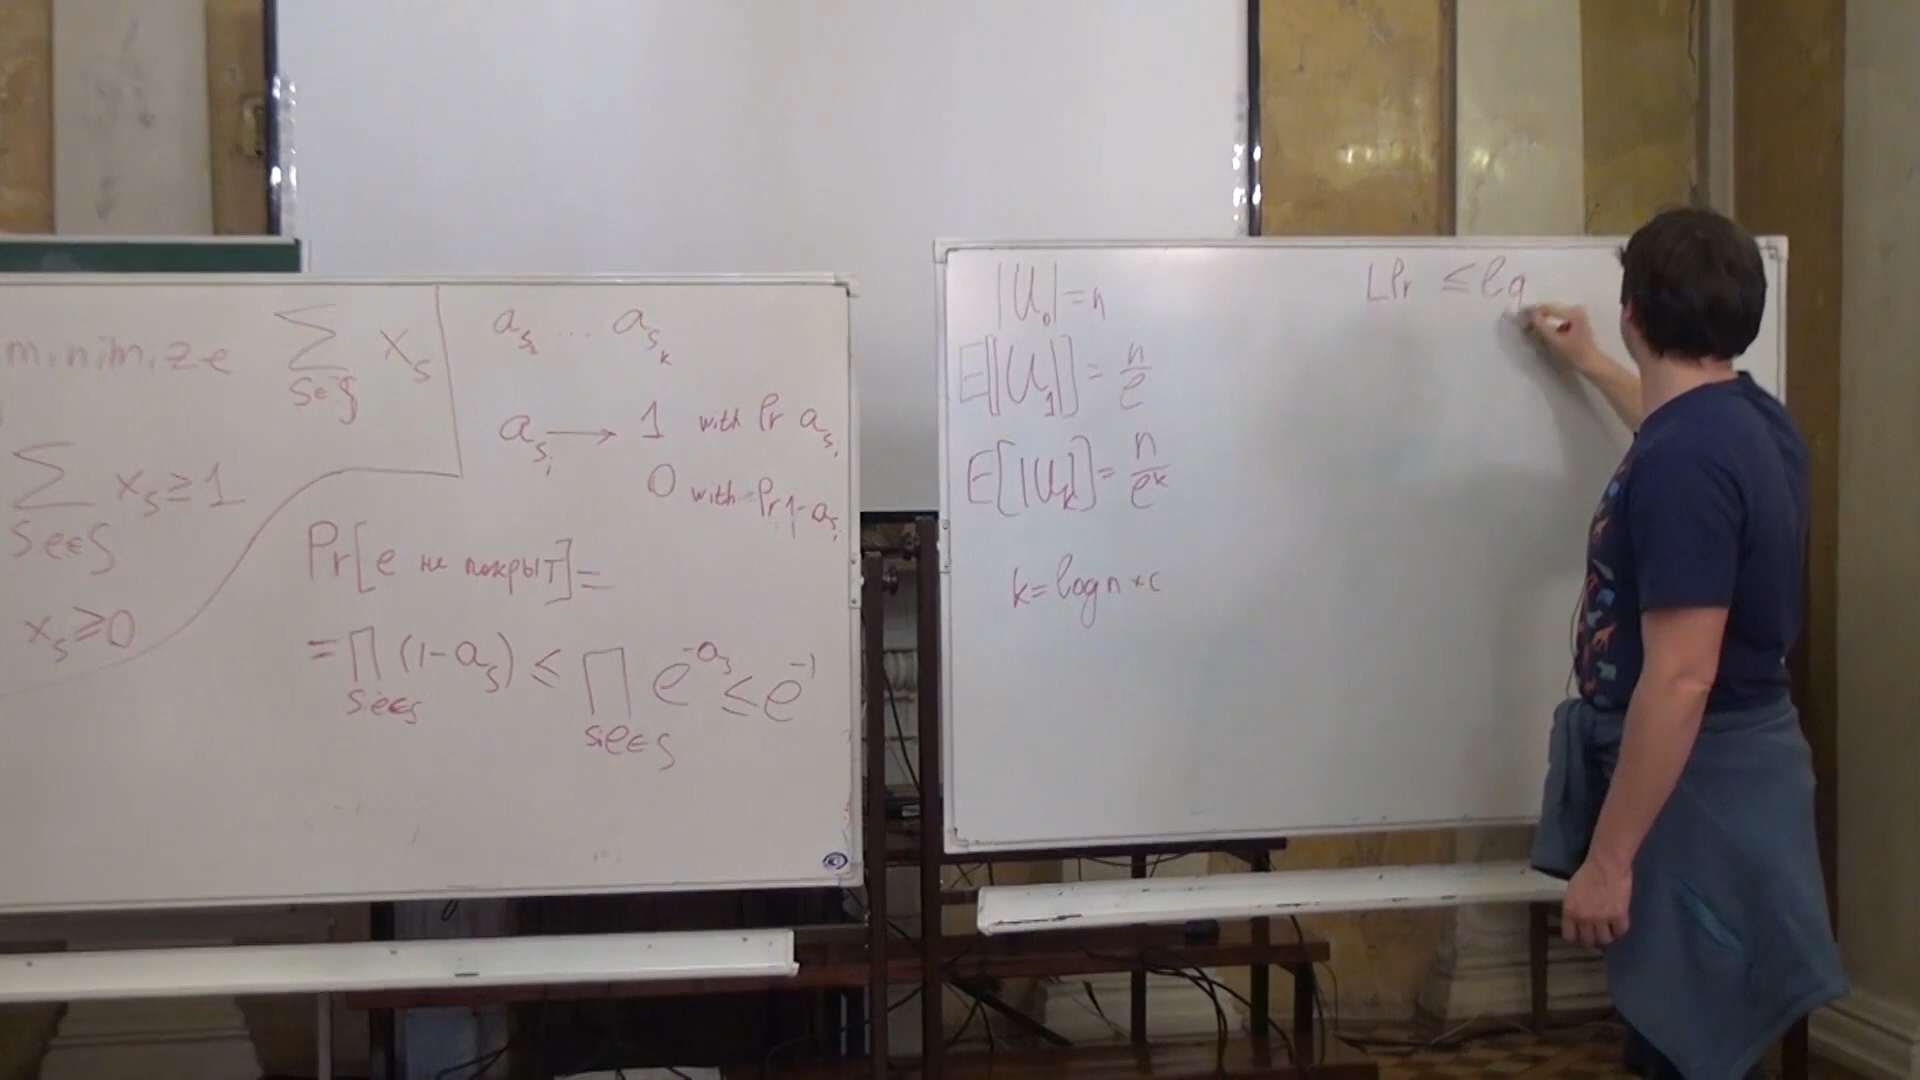 minimize ∑ x_s
S∈S
∑ x_s ≥ 1
S:e∈S
x_s ≥ 0
a_{s_1} ... a_{s_k}
a_{s_i} → 1 with Pr a_{s_i}
0 with Pr 1-a_{s_i}
Pr[e не покрыт]=
=∏ (1-a_s) ≤ ∏ e^{-a_s} ≤ e^{-1}
S:e∈S S:e∈S
|U_0|=n
E[|U_1|]= n/e
E[|U_k|]= n/e^k
k=log n+c
LPr ≤ log